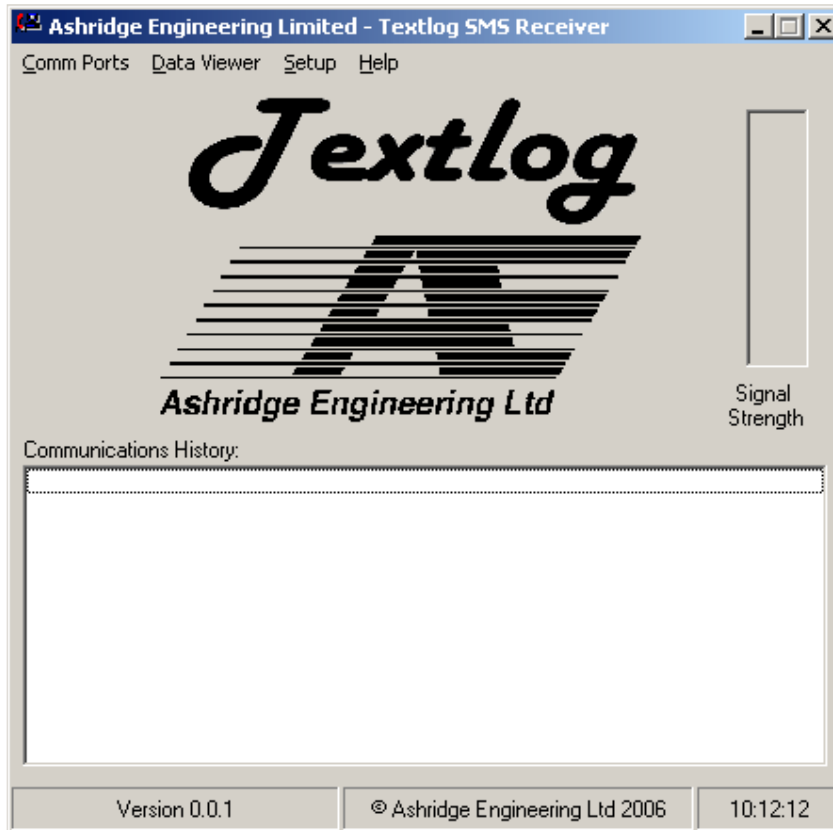 Ashridge Engineering Limited - Textlog SMS Receiver
Comm Ports Data Viewer Setup Help
Textlog
Ashridge Engineering Ltd
Signal
Strength
Communications History:
Version 0.0.1
© Ashridge Engineering Ltd 2006
10:12:12